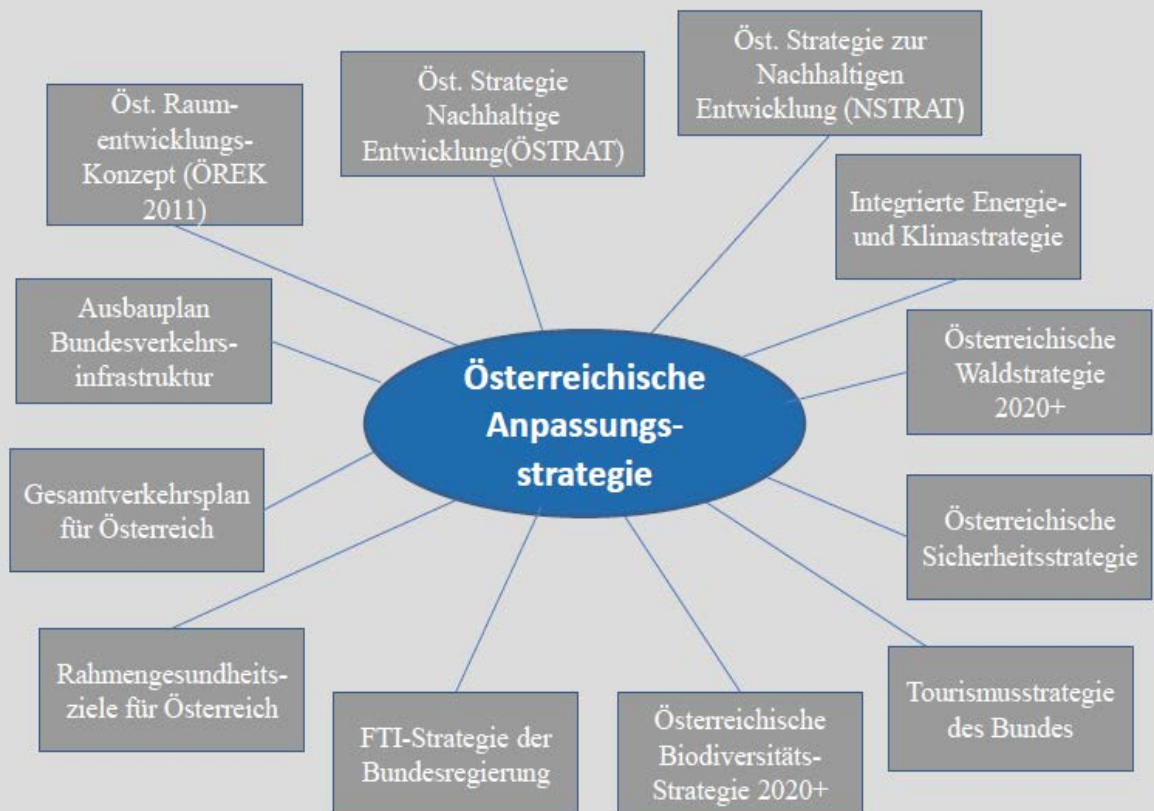 Öst. Raum-
entwicklungs-
Konzept (ÖREK
2011)
Öst. Strategie
Nachhaltige
Entwicklung(ÖSTRAT)
Öst. Strategie zur
Nachhaltigen
Entwicklung (NSTRAT)
Integrierte Energie-
und Klimastrategie
Ausbauplan
Bundesverkehrs-
infrastruktur
Österreichische
Anpassungs-
strategie
Österreichische
Waldstrategie
2020+
Gesamtverkehrsplan
für Österreich
Österreichische
Sicherheitsstrategie
Rahmengesundheits-
ziele für Österreich
FTI-Strategie der
Bundesregierung
Österreichische
Biodiversitäts-
Strategie 2020+
Tourismusstrategie
des Bundes